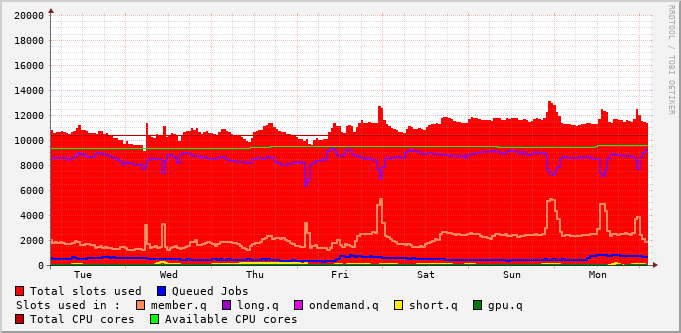 20000
18000
16000
14000
12000
10000
8000
6000
4000
2000
0
Tue Wed Thu Fri Sat Sun Mon
RRDTOOL / TOBI OETIKER
Total slots used Queued Jobs
Slots used in : member.q long.q ondemand.q short.q gpu.q
Total CPU cores Available CPU cores